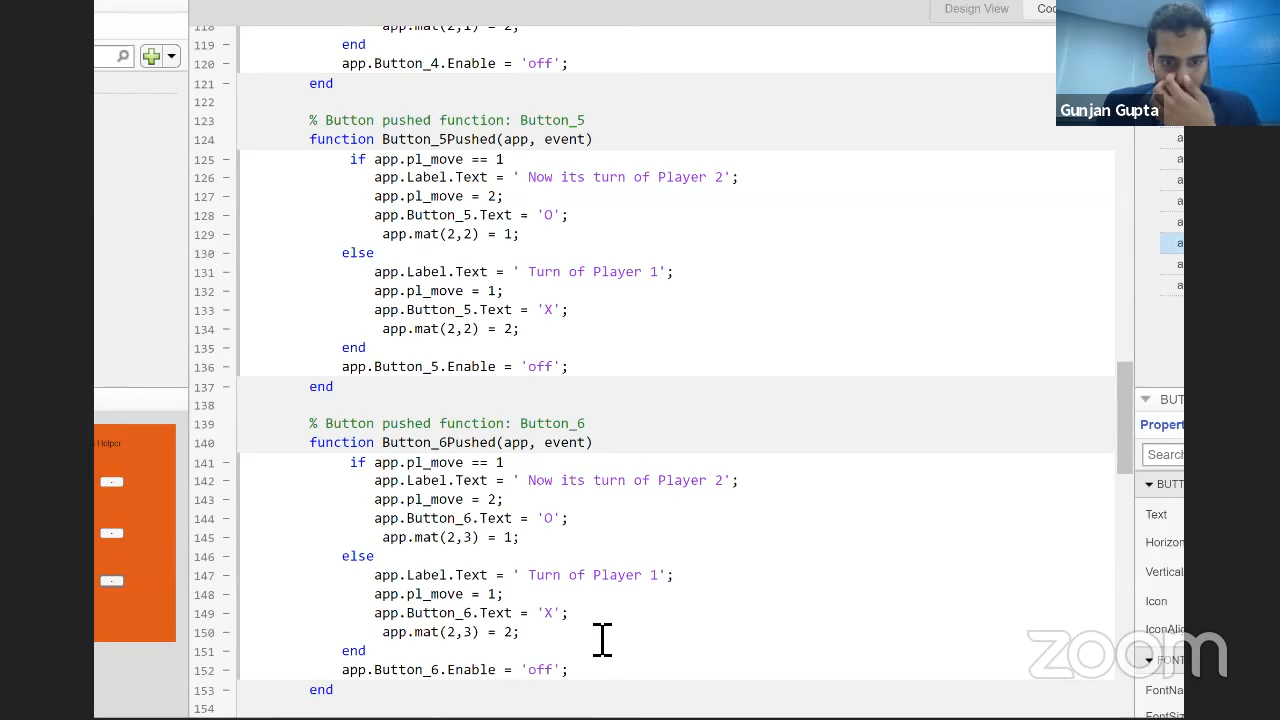 Design View
118 app.mat(2,1) = 2;
119 end
120 app.Button_4.Enable = 'off';
121 end
122
123 % Button pushed function: Button_5
124 function Button_5Pushed(app, event)
125 if app.pl_move == 1
126 app.Label.Text = ' Now its turn of Player 2';
127 app.pl_move = 2;
128 app.Button_5.Text = 'O';
129 app.mat(2,2) = 1;
130 else
131 app.Label.Text = ' Turn of Player 1';
132 app.pl_move = 1;
133 app.Button_5.Text = 'X';
134 app.mat(2,2) = 2;
135 end
136 app.Button_5.Enable = 'off';
137 end
138
139 % Button pushed function: Button_6
140 function Button_6Pushed(app, event)
141 if app.pl_move == 1
142 app.Label.Text = ' Now its turn of Player 2';
143 app.pl_move = 2;
144 app.Button_6.Text = 'O';
145 app.mat(2,3) = 1;
146 else
147 app.Label.Text = ' Turn of Player 1';
148 app.pl_move = 1;
149 app.Button_6.Text = 'X';
150 app.mat(2,3) = 2;
151 end
152 app.Button_6.Enable = 'off';
153 end
154
Gunjan Gupta
Helper
BUT
Propert
Search
BUTT
Text
Horizon
Vertical
Icon
IconAlig
FONT
FontNa
FontSiz
zoom